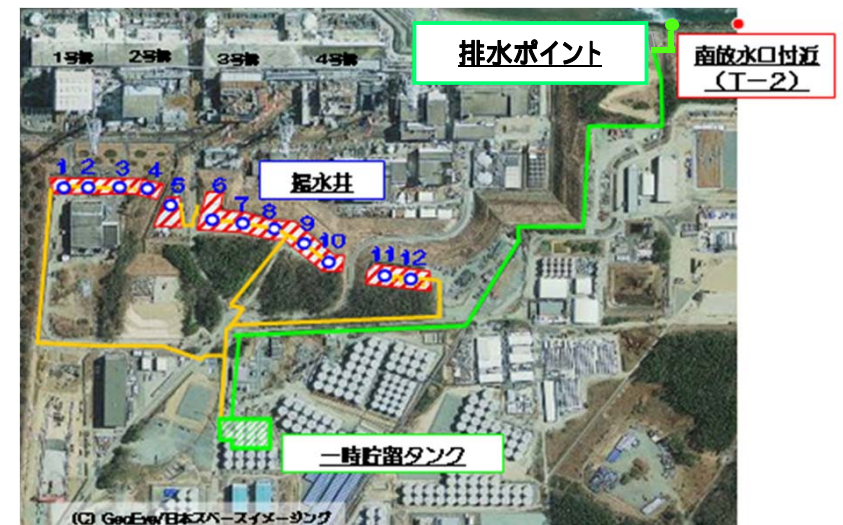 1号機 2号機 3号機 4号機
排水ポイント
南放水口付近
(T-2)
1 2 3 4
5
6
7
8
9
10
11 12
揚水井
一時貯留タンク
(C) GeoEye/日本スペースイメージング